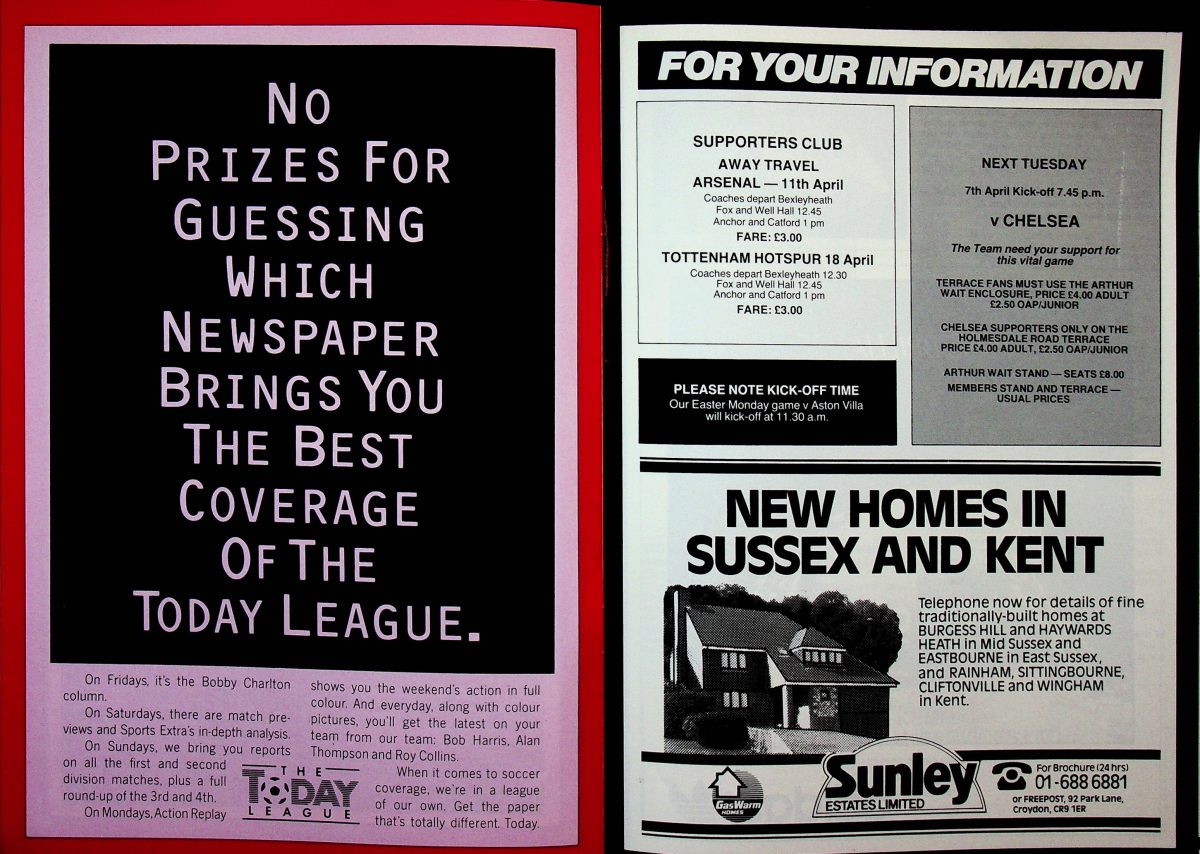 No
Prizes For
Guessing
Which
Newspaper
Brings You
The Best
Coverage
Of The
Today League.
On Fridays, it's the Bobby Charlton
column.
On Saturdays, there are match pre-
views and Sports Extra's in-depth analysis.
On Sundays, we bring you reports
on all the first and second
division matches, plus a full
round-up of the 3rd and 4th.
On Mondays, Action Replay
shows you the weekend's action in full
colour. And everyday, along with colour
pictures, you'll get the latest on your
team from our team: Bob Harris, Alan
Thompson and Roy Collins.
When it comes to soccer
coverage, we're in a league
of our own. Get the paper
that's totally different. Today.
THE
TODAY
LEAGUE
FOR YOUR INFORMATION
SUPPORTERS CLUB
AWAY TRAVEL
ARSENAL — 11th April
Coaches depart Bexleyheath
Fox and Well Hall 12.45
Anchor and Catford 1 pm
FARE: £3.00
TOTTENHAM HOTSPUR 18 April
Coaches depart Bexleyheath 12.30
Fox and Well Hall 12.45
Anchor and Catford 1 pm
FARE: £3.00
PLEASE NOTE KICK-OFF TIME
Our Easter Monday game v Aston Villa
will kick-off at 11.30 a.m.
NEXT TUESDAY
7th April Kick-off 7.45 p.m.
v CHELSEA
The Team need your support for
this vital game
TERRACE FANS MUST USE THE ARTHUR
WAIT ENCLOSURE, PRICE £4.00 ADULT
£2.50 OAP/JUNIOR
CHELSEA SUPPORTERS ONLY ON THE
HOLMESDALE ROAD TERRACE
PRICE £4.00 ADULT, £2.50 OAP/JUNIOR
ARTHUR WAIT STAND — SEATS £8.00
MEMBERS STAND AND TERRACE —
USUAL PRICES
NEW HOMES IN
SUSSEX AND KENT
Telephone now for details of fine
traditionally-built homes at
BURGESS HILL and HAYWARDS
HEATH in Mid Sussex and
EASTBOURNE in East Sussex,
and RAINHAM, SITTINGBOURNE,
CLIFTONVILLE and WINGHAM
in Kent.
GasWarm
HOMES
Sunley
ESTATES LIMITED
For Brochure (24 hrs)
01-688 6881
or FREEPOST, 92 Park Lane,
Croydon, CR9 1ER